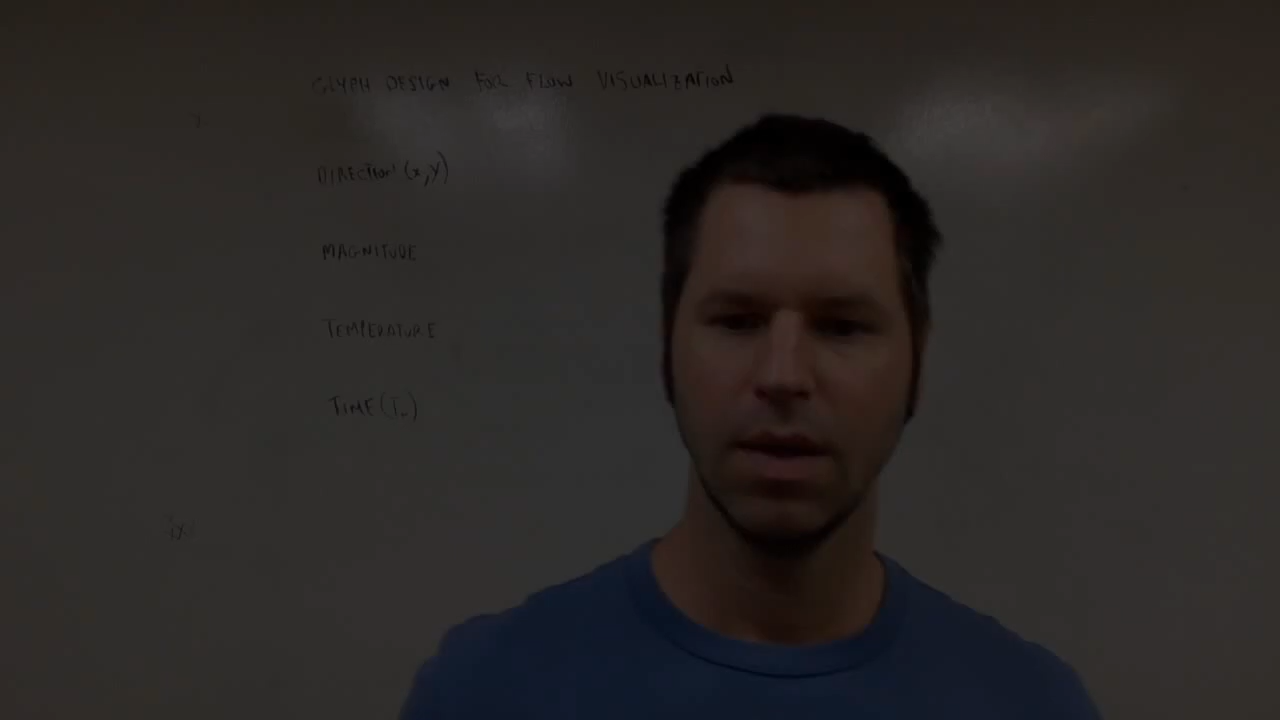 GLYPH DESIGN FOR FLOW VISUALIZATION
DIRECTION (x,y)
MAGNITUDE
TEMPERATURE
TIME